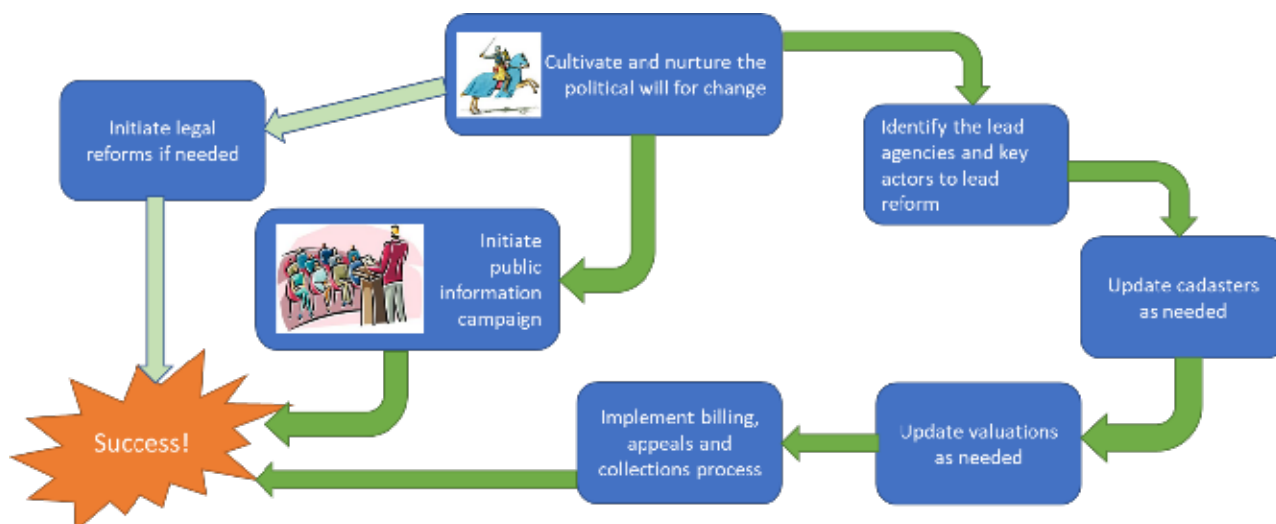 Cultivate and nurture the
political will for change
Initiate legal
reforms if needed
Identify the lead
agencies and key
actors to lead
reform
Initiate
public
information
campaign
Update cadasters
as needed
Implement billing,
appeals and
collections process
Update valuations
as needed
Success!